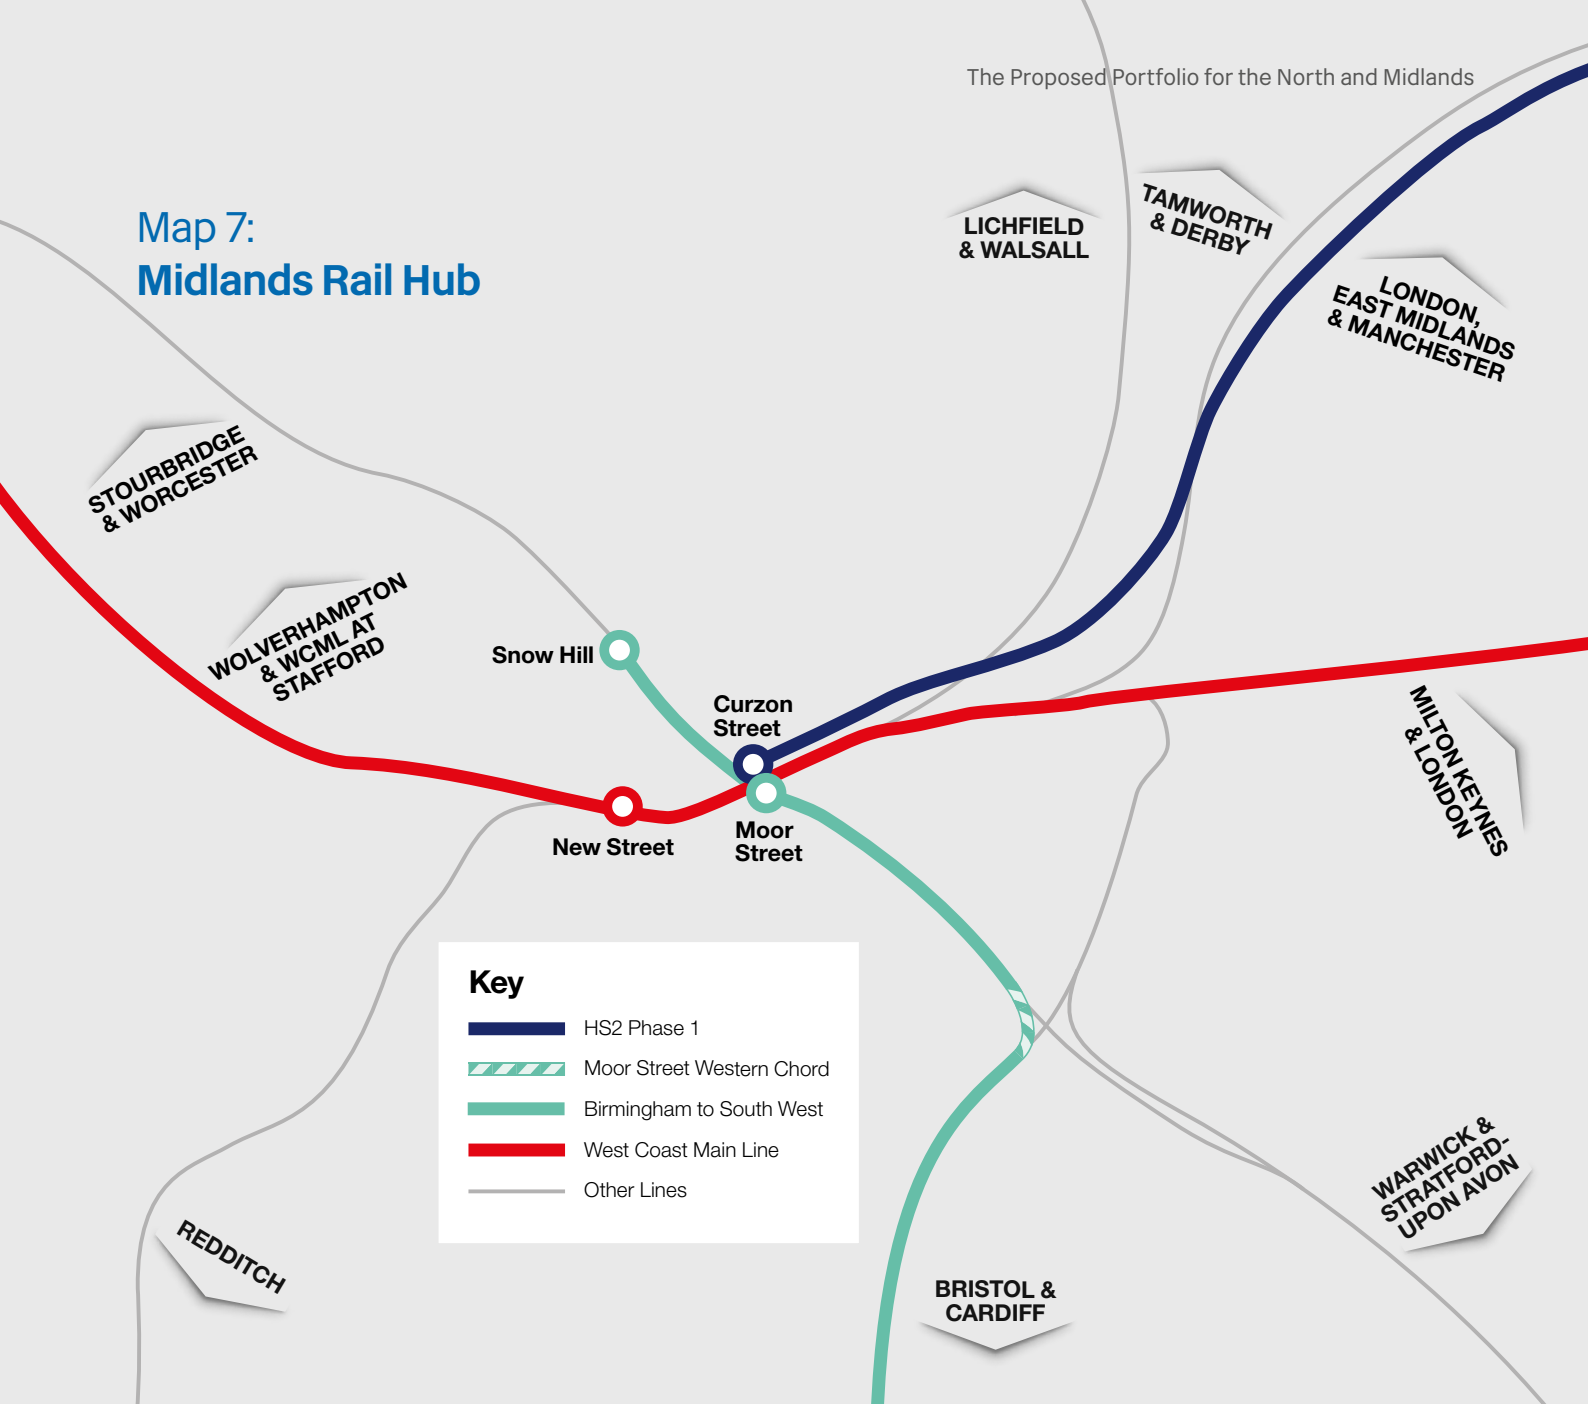 The Proposed Portfolio for the North and Midlands
Map 7:
Midlands Rail Hub
LICHFIELD
& WALSALL
TAMWORTH
& DERBY
LONDON,
EAST MIDLANDS
& MANCHESTER
STOURBRIDGE
& WORCESTER
WOLVERHAMPTON
& WCML AT
STAFFORD
Snow Hill
Curzon
Street
New Street
Moor
Street
MILTON KEYNES
& LONDON
Key
HS2 Phase 1
Moor Street Western Chord
Birmingham to South West
West Coast Main Line
Other Lines
WARWICK &
STRATFORD-
UPON AVON
REDDITCH
BRISTOL &
CARDIFF